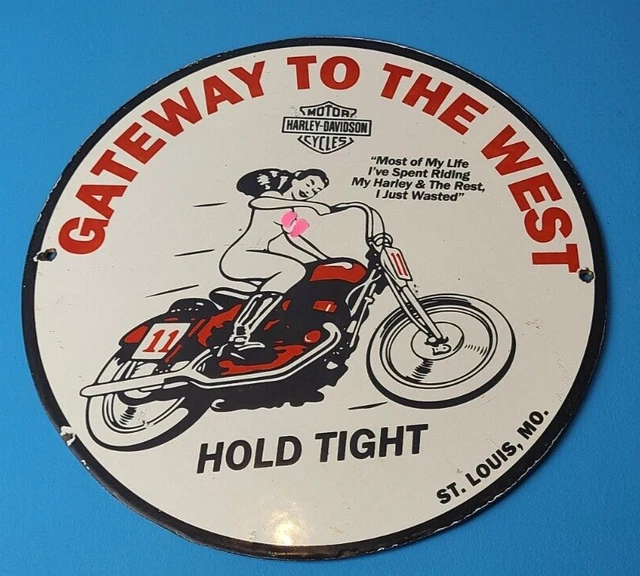 GATEWAY TO THE WEST
MOTOR
HARLEY-DAVIDSON
CYCLES
"Most of My Life
I've Spent Riding
My Harley & The Rest,
I Just Wasted"
11
11
HOLD TIGHT
ST. LOUIS, MO.